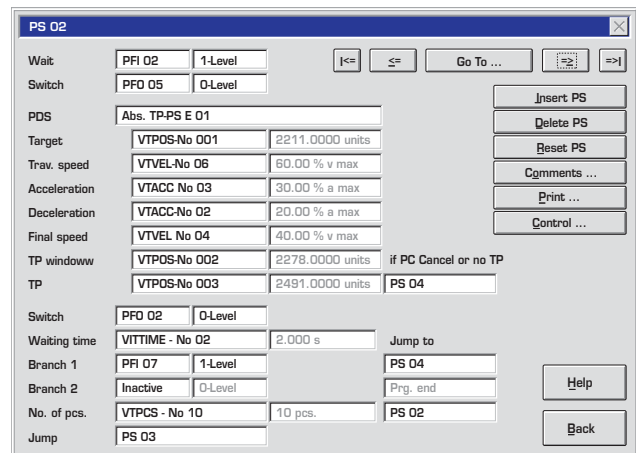 PS 02
Wait PFI 02 1-Level |<= <= Go To ... => =>|
Switch PFO 05 0-Level
Insert PS
PDS Abs. TP-PS E 01
Delete PS
Target VTPOS-No 001 2211.0000 units
Reset PS
Trav. speed VTVEL-No 06 60.00 % v max
Comments ...
Acceleration VTACC No 03 30.00 % a max
Print ...
Deceleration VTACC-No 02 20.00 % a max
Control ...
Final speed VTVEL No 04 40.00 % v max
TP windoww VTPOS-No 002 2278.0000 units if PC Cancel or no TP
TP VTPOS-No 003 2491.0000 units PS 04
Switch PFO 02 0-Level
Waiting time VITTIME - No 02 2.000 s Jump to
Branch 1 PFI 07 1-Level PS 04
Branch 2 Inactive 0-Level Prg. end
Help
No. of pcs. VTPCS - No 10 10 pcs. PS 02
Jump PS 03
Back